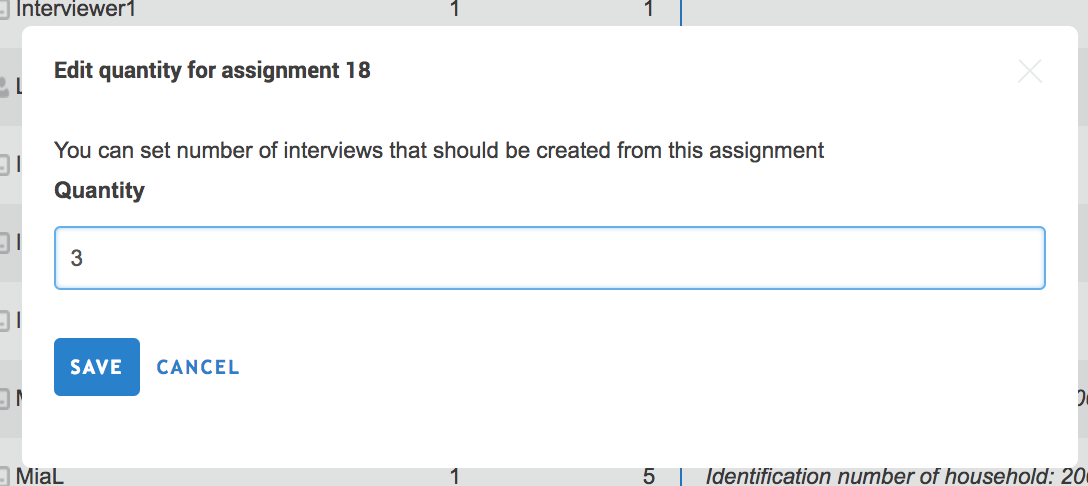 Interviewer1 1 1
Edit quantity for assignment 18
You can set number of interviews that should be created from this assignment
Quantity
3
SAVE CANCEL
MiaL 1 5 Identification number of household: 20